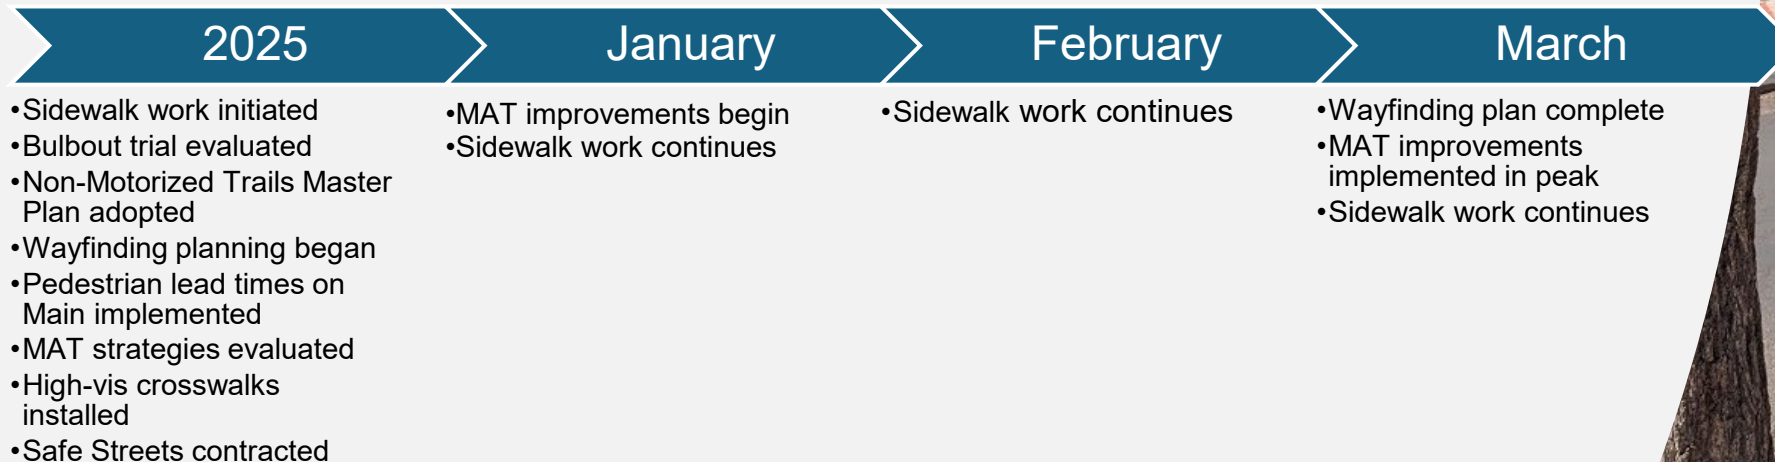 2025
•Sidewalk work initiated
•Bulbout trial evaluated
•Non-Motorized Trails Master
Plan adopted
•Wayfinding planning began
•Pedestrian lead times on
Main implemented
•MAT strategies evaluated
•High-vis crosswalks
installed
•Safe Streets contracted
January
•MAT improvements begin
•Sidewalk work continues
February
•Sidewalk work continues
March
•Wayfinding plan complete
•MAT improvements
implemented in peak
•Sidewalk work continues